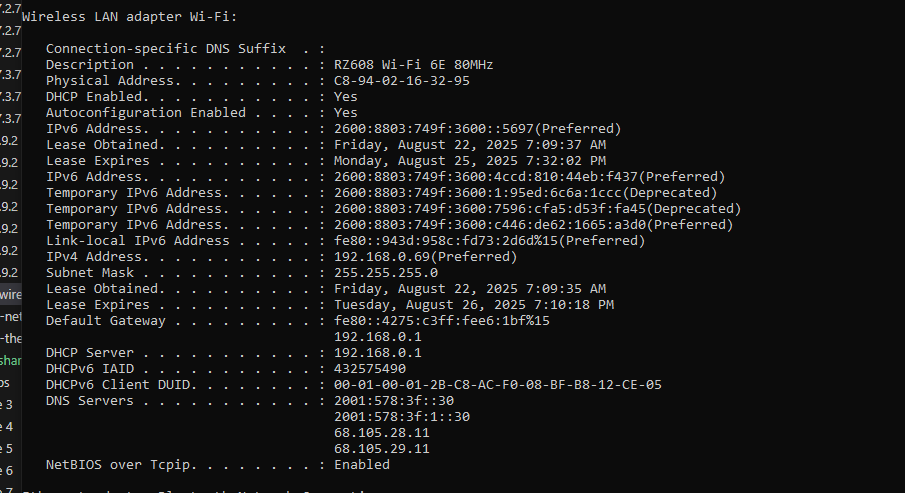 7.2.7
7.2.7
7.2.7
7.3.7
7.3.7
7.3.7
.9.2
.9.2
.9.2
.9.2
.9.2
.9.2
.9.2
wire
-net
-the
shar
ps
e 3
e 4
e 5
e 6
Wireless LAN adapter Wi-Fi:
Connection-specific DNS Suffix  . :
Description . . . . . . . . . . . : RZ608 Wi-Fi 6E 80MHz
Physical Address. . . . . . . . . : C8-94-02-16-32-95
DHCP Enabled. . . . . . . . . . . : Yes
Autoconfiguration Enabled . . . . : Yes
IPv6 Address. . . . . . . . . . . : 2600:8803:749f:3600::5697(Preferred)
Lease Obtained. . . . . . . . . . : Friday, August 22, 2025 7:09:37 AM
Lease Expires . . . . . . . . . . : Monday, August 25, 2025 7:32:02 PM
IPv6 Address. . . . . . . . . . . : 2600:8803:749f:3600:4ccd:810:44eb:f437(Preferred)
Temporary IPv6 Address. . . . . . : 2600:8803:749f:3600:1:95ed:6c6a:1ccc(Deprecated)
Temporary IPv6 Address. . . . . . : 2600:8803:749f:3600:7596:cfa5:d53f:fa45(Deprecated)
Temporary IPv6 Address. . . . . . : 2600:8803:749f:3600:c446:de62:1665:a3d0(Preferred)
Link-local IPv6 Address . . . . . : fe80::943d:958c:fd73:2d6d%15(Preferred)
IPv4 Address. . . . . . . . . . . : 192.168.0.69(Preferred)
Subnet Mask . . . . . . . . . . . : 255.255.255.0
Lease Obtained. . . . . . . . . . : Friday, August 22, 2025 7:09:35 AM
Lease Expires . . . . . . . . . . : Tuesday, August 26, 2025 7:10:18 PM
Default Gateway . . . . . . . . . : fe80::4275:c3ff:fee6:1bf%15
192.168.0.1
DHCP Server . . . . . . . . . . . : 192.168.0.1
DHCPv6 IAID . . . . . . . . . . . : 432575490
DHCPv6 Client DUID. . . . . . . . : 00-01-00-01-2B-C8-AC-F0-08-BF-B8-12-CE-05
DNS Servers . . . . . . . . . . . : 2001:578:3f::30
2001:578:3f:1::30
68.105.28.11
68.105.29.11
NetBIOS over Tcpip. . . . . . . . : Enabled